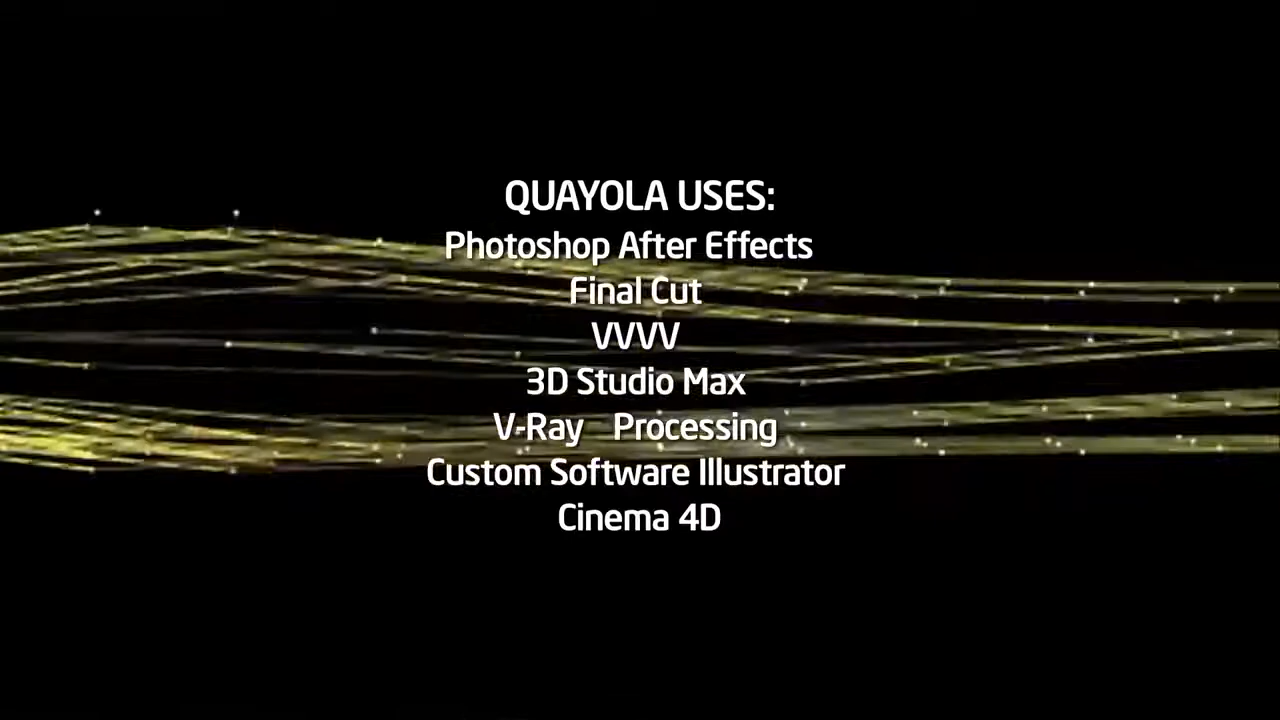 QUAYOLA USES:
Photoshop After Effects
Final Cut
VVVV
3D Studio Max
V-Ray Processing
Custom Software Illustrator
Cinema 4D